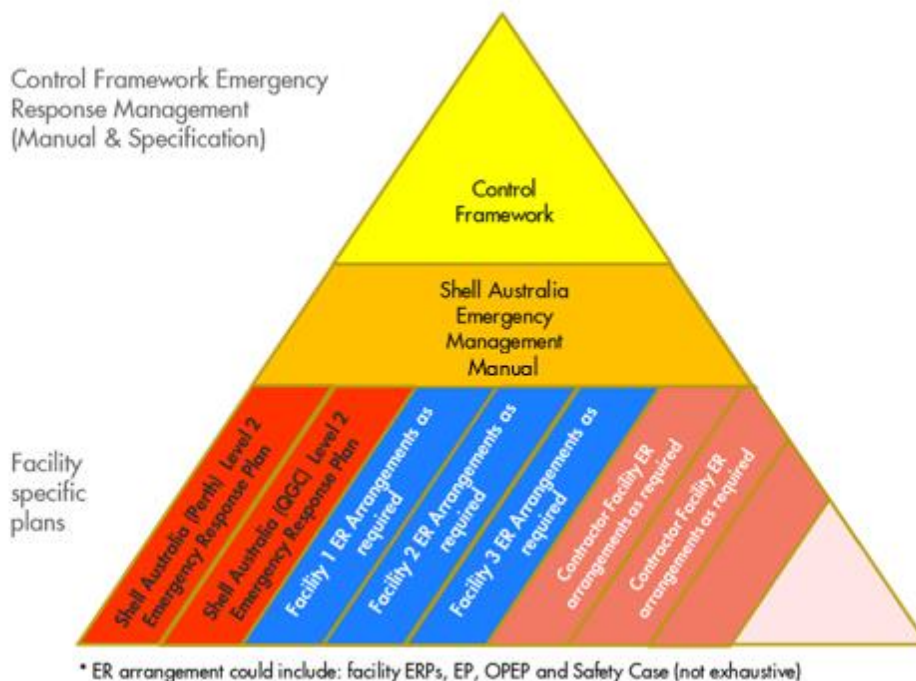 Control Framework Emergency
Response Management
(Manual & Specification)
Control
Framework
Shell Australia
Emergency
Management
Manual
Facility
specific
plans
Shell Australia (Perth) Level 2
Emergency Response Plan
Shell Australia (QGC) Level 2
Emergency Response Plan
Facility 1 ER Arrangements as
required
Facility 2 ER Arrangements as
required
Facility 3 ER Arrangements as
required
Contractor Facility ER
arrangements as required
Contractor Facility ER
arrangements as required
* ER arrangement could include: facility ERPs, EP, OPEP and Safety Case (not exhaustive)